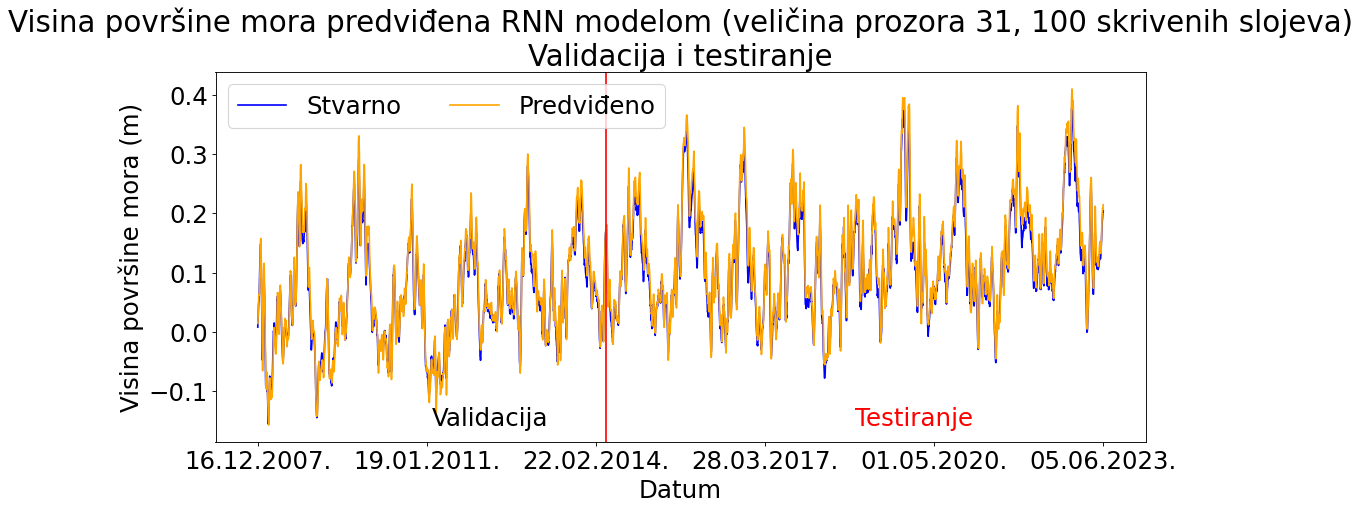 Visina površine mora predviđena RNN modelom (veličina prozora 31, 100 skrivenih slojeva)
Validacija i testiranje
Stvarno
Predviđeno
Visina površine mora (m)
0.4
0.3
0.2
0.1
0.0
−0.1
Validacija
Testiranje
16.12.2007.
19.01.2011.
22.02.2014.
28.03.2017.
01.05.2020.
05.06.2023.
Datum